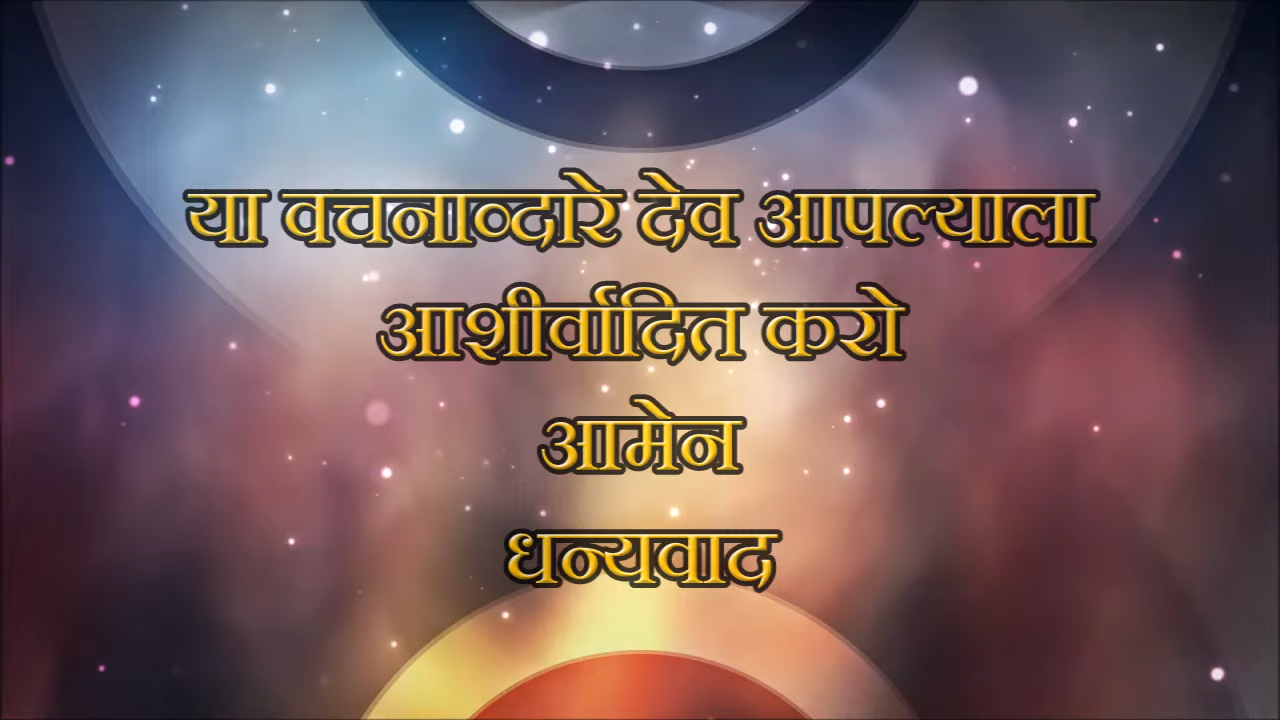 या वचनाव्दारे देव आपल्याला
आशीर्वादित करो
आमेन
धन्यवाद